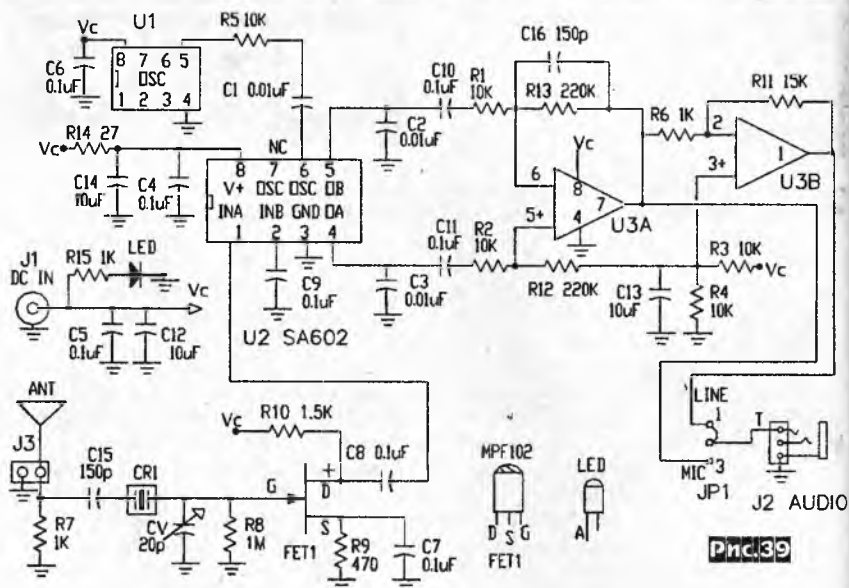 U1
Vc
R5 10K
8 7 6 5
OSC
1 2 3 4
C6
0.1uF
C1 0.01uF
C10
0.1uF
R1
10K
C16 150p
R13 220K
R11 15K
R6 1K
2
3+
1
U3B
Vc
R14 27
NC
8 7 6 5
V+ OSC OSC OB
INA INB GND OA
1 2 3 4
C14
10uF
C4
0.1uF
C2
0.01uF
6
Vc
8
7
5+
4
U3A
J1
DC IN
R15 1K
LED
Vc
C9
0.1uF
C11
0.1uF
R2
10K
R12 220K
C3
0.01uF
C13
10uF
R3 10K
Vc
R4
10K
C5
0.1uF
C12
10uF
U2 SA602
ANT
J3
C15
150p
CR1
CV
20p
R7
1K
R8
1M
Vc
R10 1.5K
C8 0.1uF
G
+
D
S
FET1
R9
470
C7
0.1uF
MPF102
D S G
FET1
LED
A
LINE
1
T
MIC 3
JP1
J2 AUDIO
Рис.39